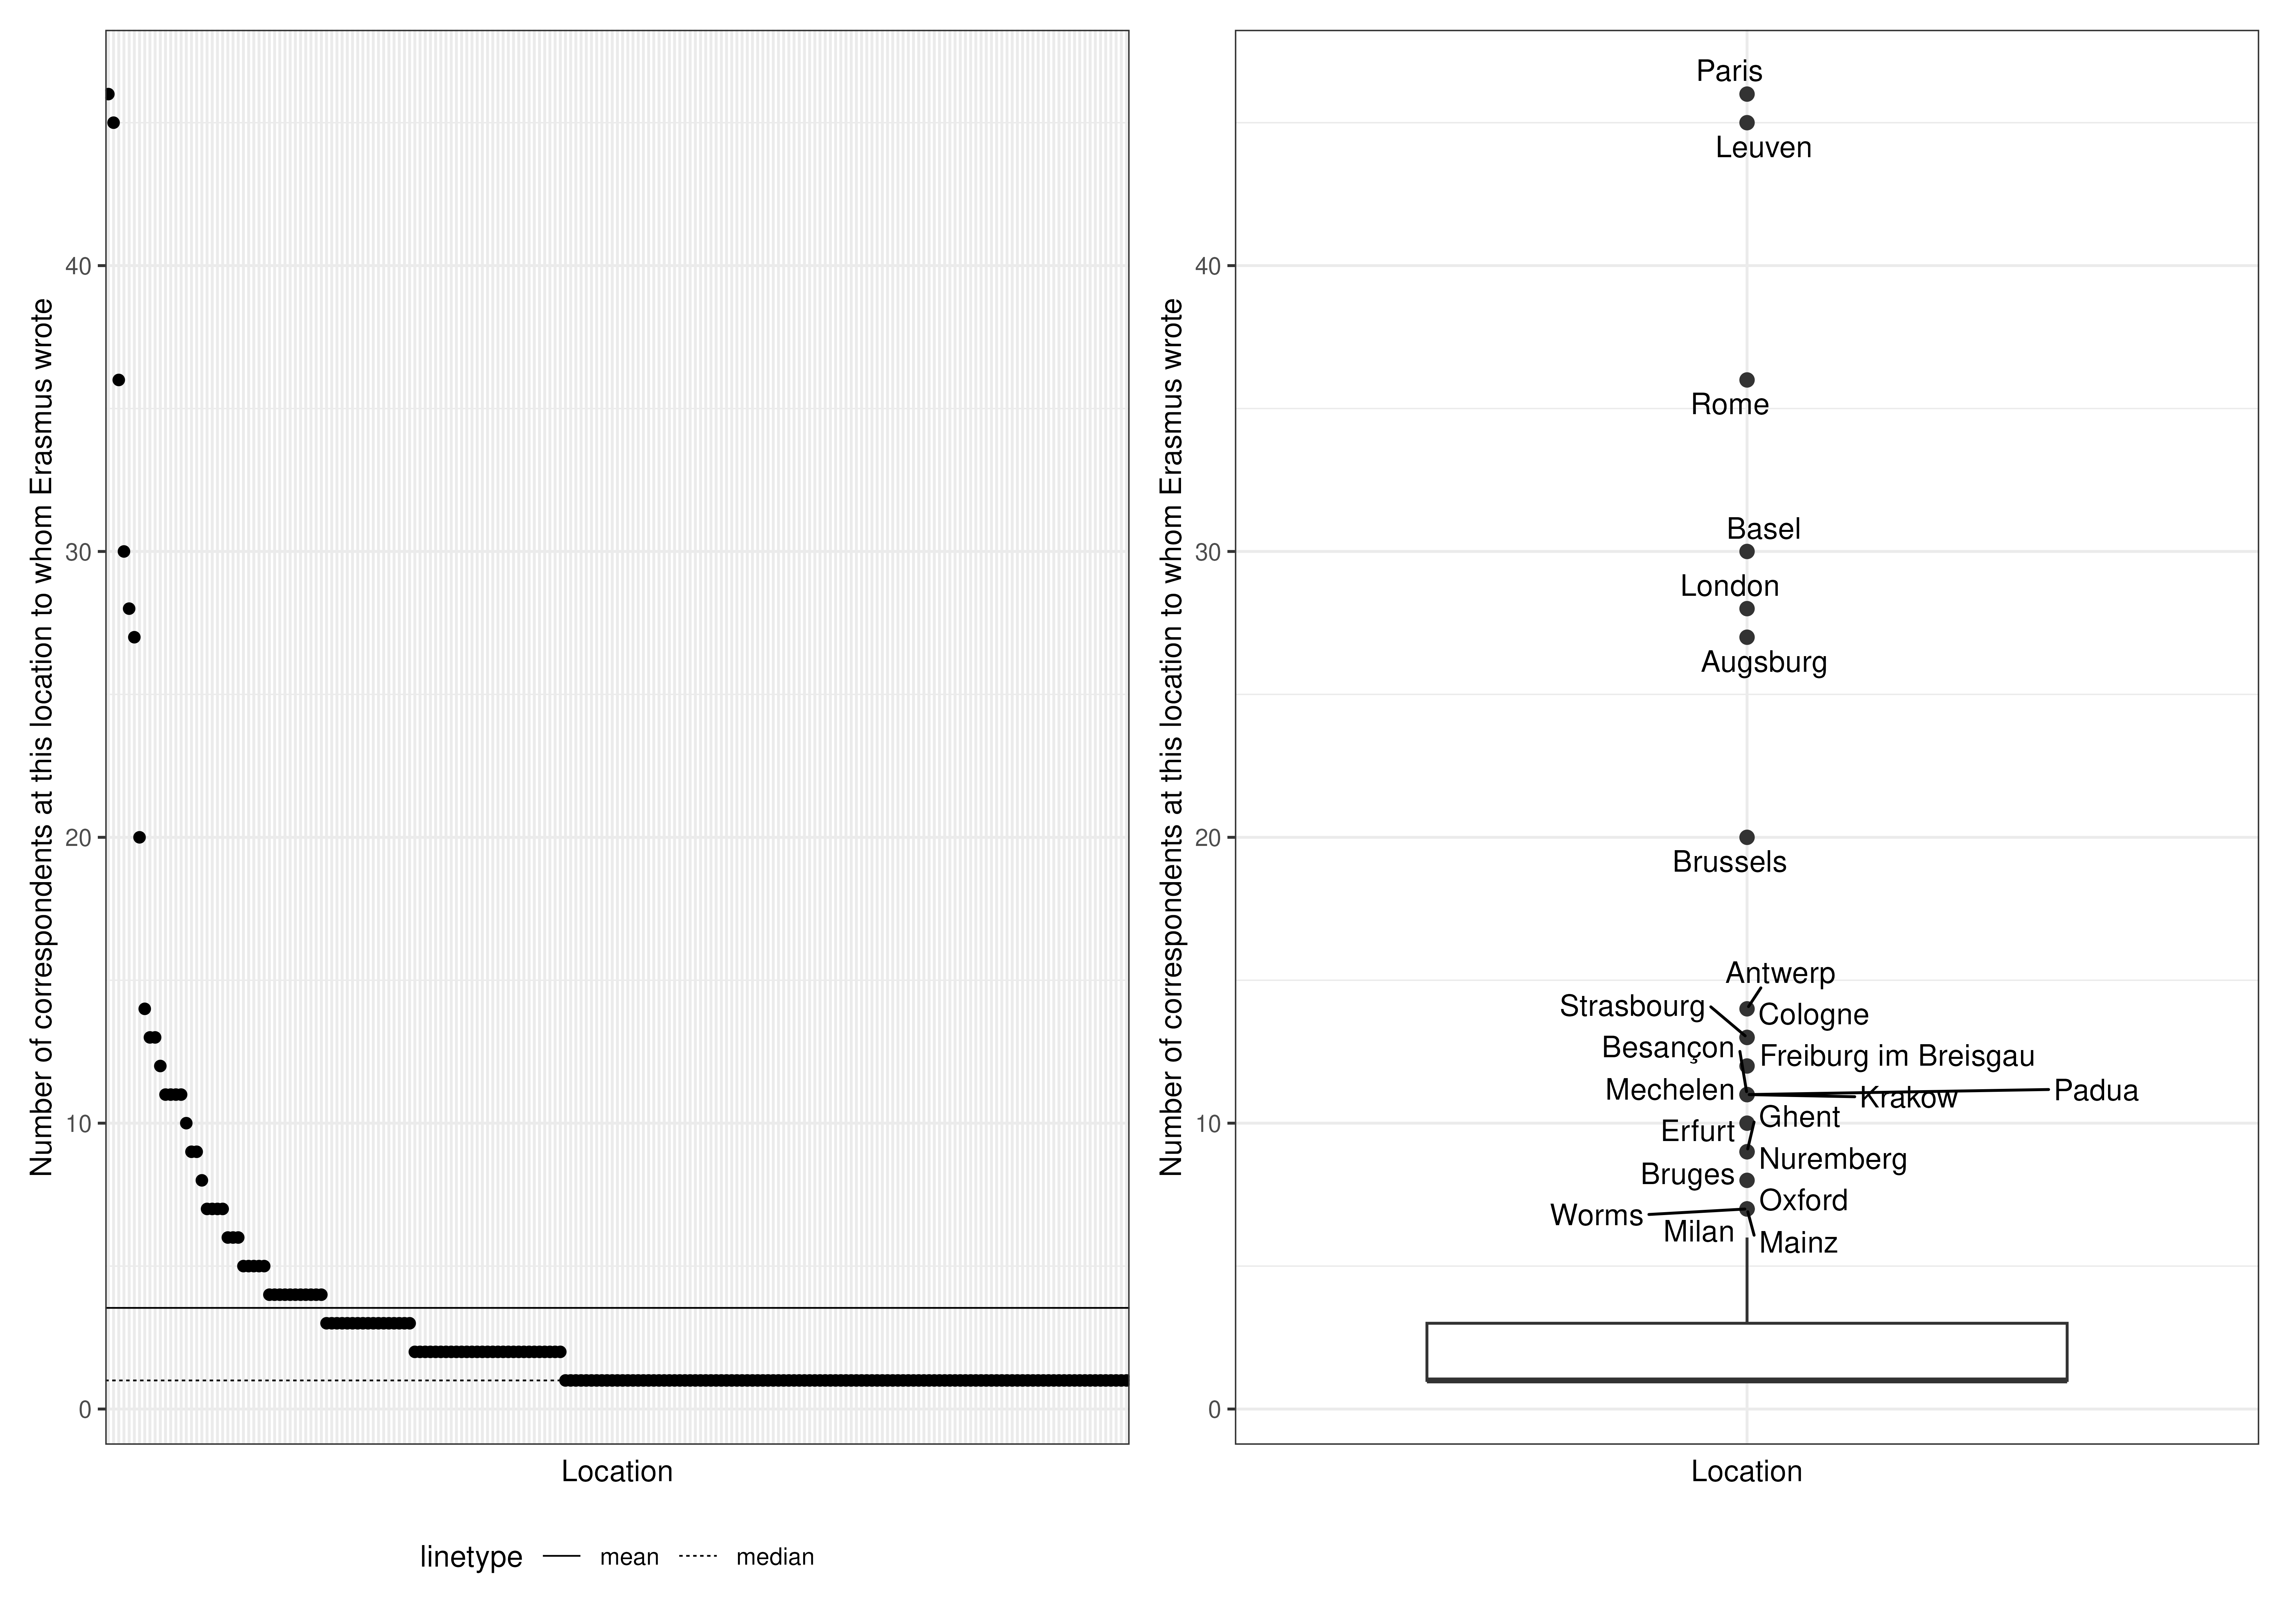 Number of correspondents at this location to whom Erasmus wrote
40
30
20
10
0
Location
linetype mean median
Number of correspondents at this location to whom Erasmus wrote
40
30
20
10
0
Paris
Leuven
Rome
Basel
London
Augsburg
Brussels
Antwerp
Strasbourg
Cologne
Besançon
Freiburg im Breisgau
Mechelen
Krakow
Padua
Ghent
Erfurt
Nuremberg
Bruges
Oxford
Worms
Milan
Mainz
Location